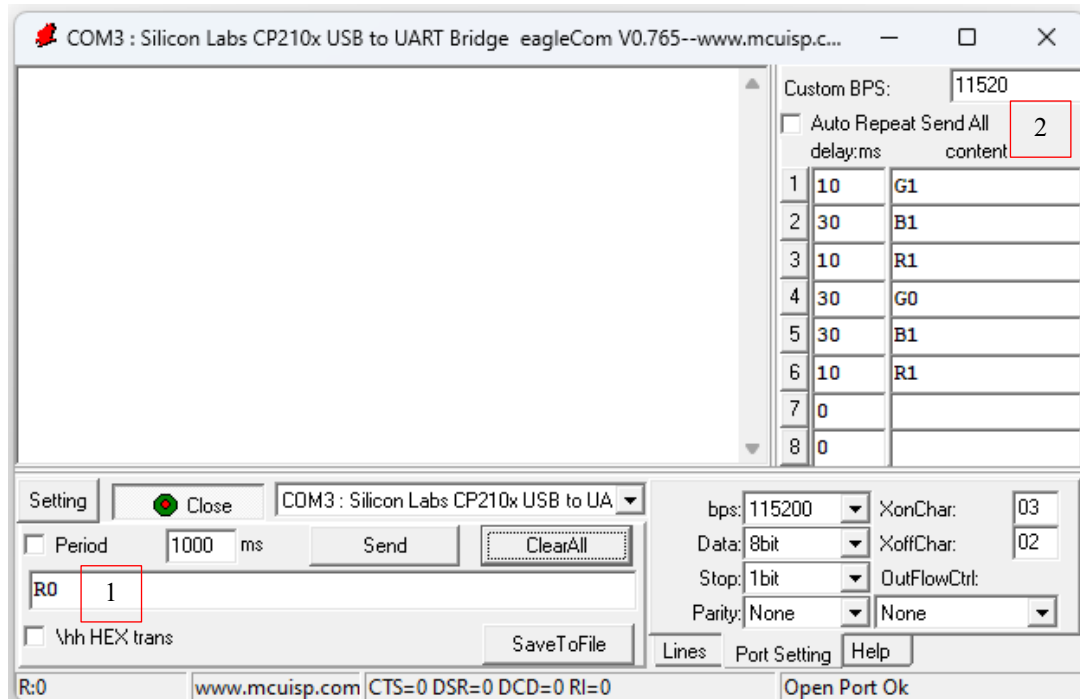 COM3 : Silicon Labs CP210x USB to UART Bridge eagleCom V0.765--www.mcuisp.c...
Custom BPS: 11520
Auto Repeat Send All
2
delay:ms content
1 10 G1
2 30 B1
3 10 R1
4 30 G0
5 30 B1
6 10 R1
7 0
8 0
Setting Close COM3 : Silicon Labs CP210x USB to UA
Period 1000 ms Send ClearAll
R0 1
\hh HEX trans SaveToFile
bps: 115200 XonChar: 03
Data: 8bit XoffChar: 02
Stop: 1bit OutFlowCtrl:
Parity: None None
Lines Port Setting Help
R:0 www.mcuisp.com CTS=0 DSR=0 DCD=0 RI=0 Open Port Ok